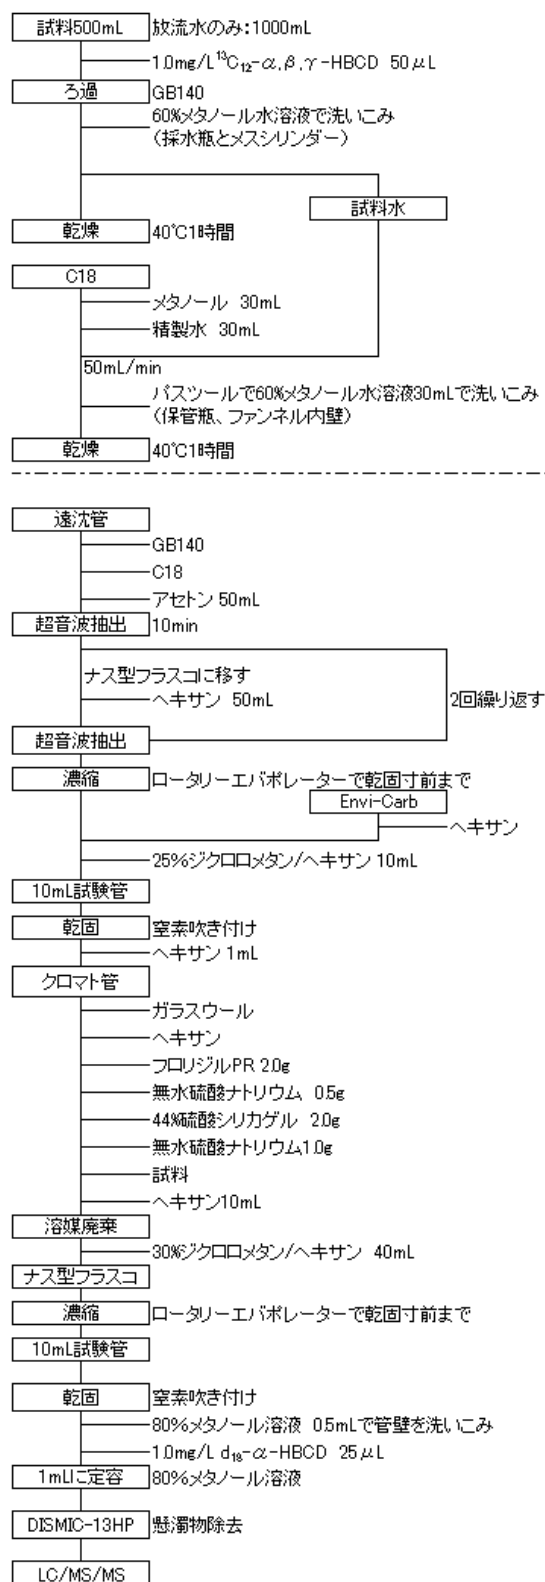 試料500mL 放流水のみ:1000mL
1.0mg/L¹³C₁₂-α,β,γ-HBCD 50μL
ろ過 GB140
60%メタノール水溶液で洗いこみ
(採水瓶とメスシリンダー)
試料水
乾燥 40℃1時間
C18
メタノール 30mL
精製水 30mL
50mL/min
パスツールで60%メタノール水溶液30mLで洗いこみ
(保管瓶、ファンネル内壁)
乾燥 40℃1時間
遠沈管
GB140
C18
アセトン 50mL
超音波抽出 10min
ナス型フラスコに移す
ヘキサン 50mL
2回繰り返す
超音波抽出
濃縮 ロータリーエバポレーターで乾固寸前まで
Envi-Carb
ヘキサン
25%ジクロロメタン/ヘキサン 10mL
10mL試験管
乾固 窒素吹き付け
ヘキサン 1mL
クロマト管
ガラスウール
ヘキサン
フロリジルPR 2.0g
無水硫酸ナトリウム 0.5g
44%硫酸シリカゲル 2.0g
無水硫酸ナトリウム1.0g
試料
ヘキサン10mL
溶媒廃棄
30%ジクロロメタン/ヘキサン 40mL
ナス型フラスコ
濃縮 ロータリーエバポレーターで乾固寸前まで
10mL試験管
乾固 窒素吹き付け
80%メタノール溶液 0.5mLで管壁を洗いこみ
1.0mg/L d₁₈-α-HBCD 25μL
1mLに定容 80%メタノール溶液
DISMIC-13HP 懸濁物除去
LC/MS/MS